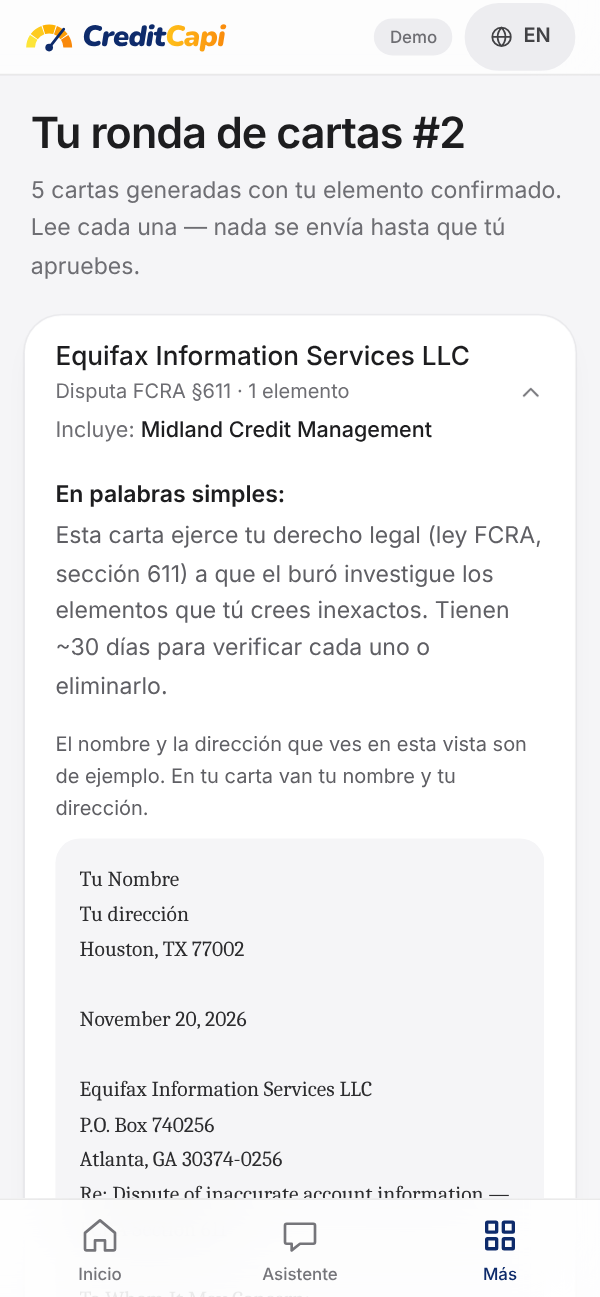 CreditCapi
Demo
EN
Tu ronda de cartas #2
5 cartas generadas con tu elemento confirmado.
Lee cada una — nada se envía hasta que tú
apruebes.
Equifax Information Services LLC
Disputa FCRA §611 · 1 elemento
Incluye: Midland Credit Management
En palabras simples:
Esta carta ejerce tu derecho legal (ley FCRA,
sección 611) a que el buró investigue los
elementos que tú crees inexactos. Tienen
~30 días para verificar cada uno o
eliminarlo.
El nombre y la dirección que ves en esta vista son
de ejemplo. En tu carta van tu nombre y tu
dirección.
Tu Nombre
Tu dirección
Houston, TX 77002
November 20, 2026
Equifax Information Services LLC
P.O. Box 740256
Atlanta, GA 30374-0256
Re: Dispute of inaccurate account information —
Inicio
Asistente
Más